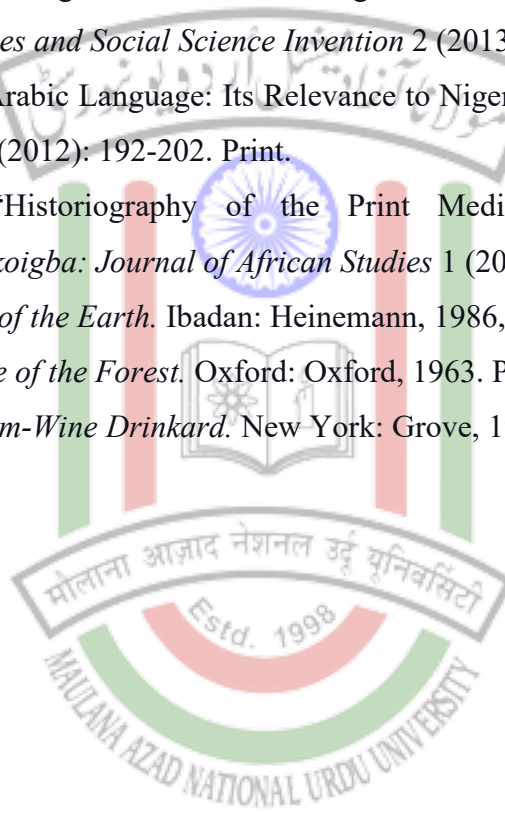 es and Social Science Invention 2 (2013
Arabic Language: Its Relevance to Niger
(2012): 192-202. Print.
"Historiography of the Print Medi
koigba: Journal of African Studies 1 (20
of the Earth. Ibadan: Heinemann, 1986,
e of the Forest. Oxford: Oxford, 1963. P
m-Wine Drinkard. New York: Grove, 1
मौलाना आज़ाद नेशनल उर्दू यूनिवर्सिटी
Estd. 1998
MAULANA AZAD NATIONAL URDU UNIVERSITY